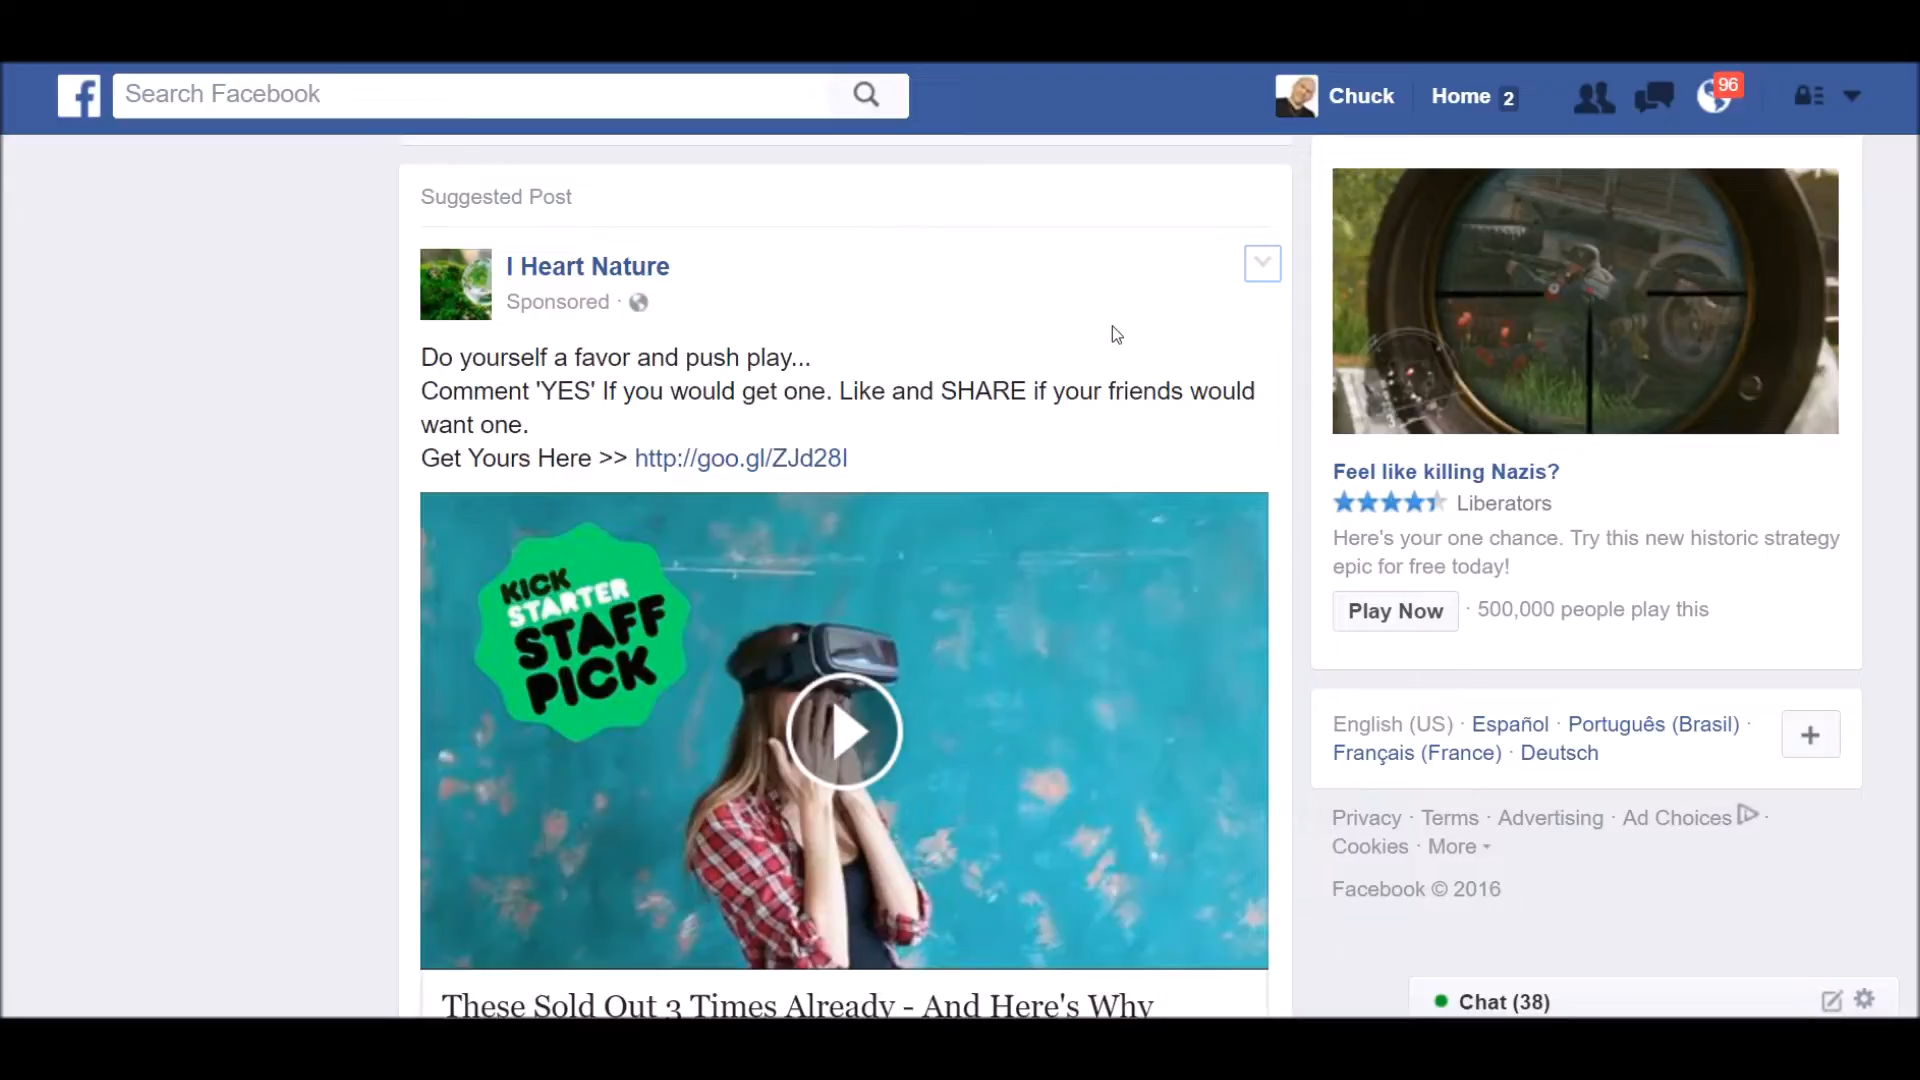 Search Facebook
Chuck
Home 2
96
Suggested Post
I Heart Nature
Sponsored ·
Do yourself a favor and push play...
Comment 'YES' If you would get one. Like and SHARE if your friends would
want one.
Get Yours Here >> http://goo.gl/ZJd28I
KICK
STARTER
STAFF
PICK
These Sold Out 3 Times Already - And Here's Why
Feel like killing Nazis?
Liberators
Here's your one chance. Try this new historic strategy
epic for free today!
Play Now · 500,000 people play this
English (US) · Español · Português (Brasil) ·
Français (France) · Deutsch
+
Privacy · Terms · Advertising · Ad Choices ·
Cookies · More
Facebook © 2016
Chat (38)